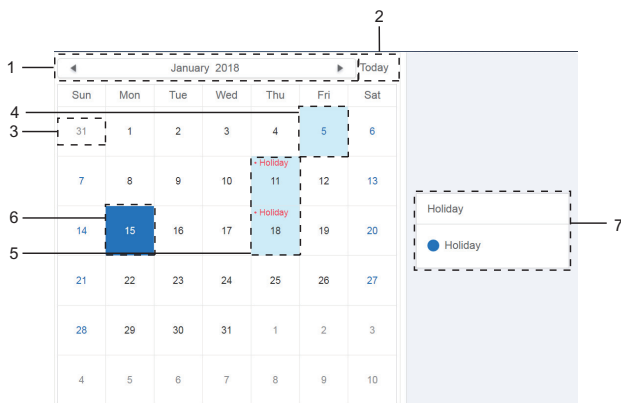 2
1
January 2018
Today
Sun Mon Tue Wed Thu Fri Sat
4
3
31 1 2 3 4 5 6
• Holiday
7 8 9 10 11 12 13
6
• Holiday
14 15 16 17 18 19 20
5
Holiday
7
Holiday
21 22 23 24 25 26 27
28 29 30 31 1 2 3
4 5 6 7 8 9 10